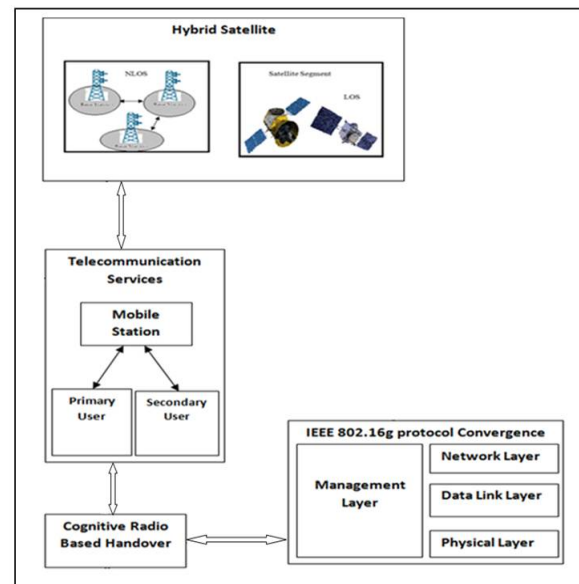 Hybrid Satellite
NLOS
Satellite Segment
LOS
Telecommunication
Services
Mobile
Station
Primary
User
Secondary
User
IEEE 802.16g protocol Convergence
Management
Layer
Network Layer
Data Link Layer
Physical Layer
Cognitive Radio
Based Handover